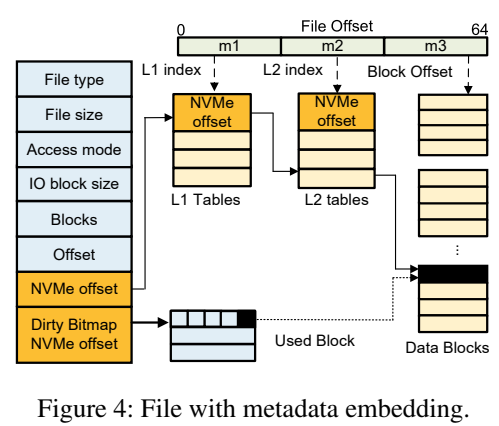 0 File Offset 64
m1 m2 m3
L1 index L2 index Block Offset
File type
File size
Access mode
IO block size
Blocks
Offset
NVMe offset
Dirty Bitmap
NVMe offset
NVMe
offset
L1 Tables
NVMe
offset
L2 tables
⋮
Used Block
Data Blocks
Figure 4: File with metadata embedding.